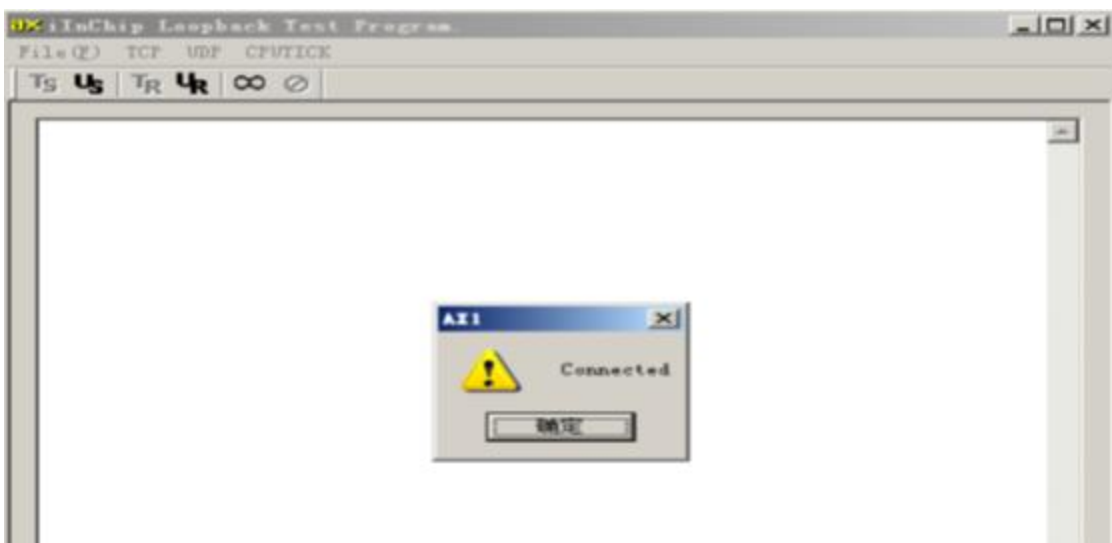 iInChip Loopback Test Program.
File(F) TCP UDP CPUTICK
TS US TR UR
AX1
Connected
确定